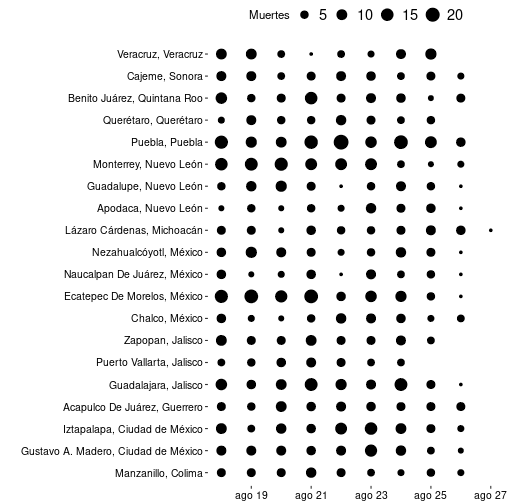 Muertes 5 10 15 20
Veracruz, Veracruz
Cajeme, Sonora
Benito Juárez, Quintana Roo
Querétaro, Querétaro
Puebla, Puebla
Monterrey, Nuevo León
Guadalupe, Nuevo León
Apodaca, Nuevo León
Lázaro Cárdenas, Michoacán
Nezahualcóyotl, México
Naucalpan De Juárez, México
Ecatepec De Morelos, México
Chalco, México
Zapopan, Jalisco
Puerto Vallarta, Jalisco
Guadalajara, Jalisco
Acapulco De Juárez, Guerrero
Iztapalapa, Ciudad de México
Gustavo A. Madero, Ciudad de México
Manzanillo, Colima
ago 19 ago 21 ago 23 ago 25 ago 27